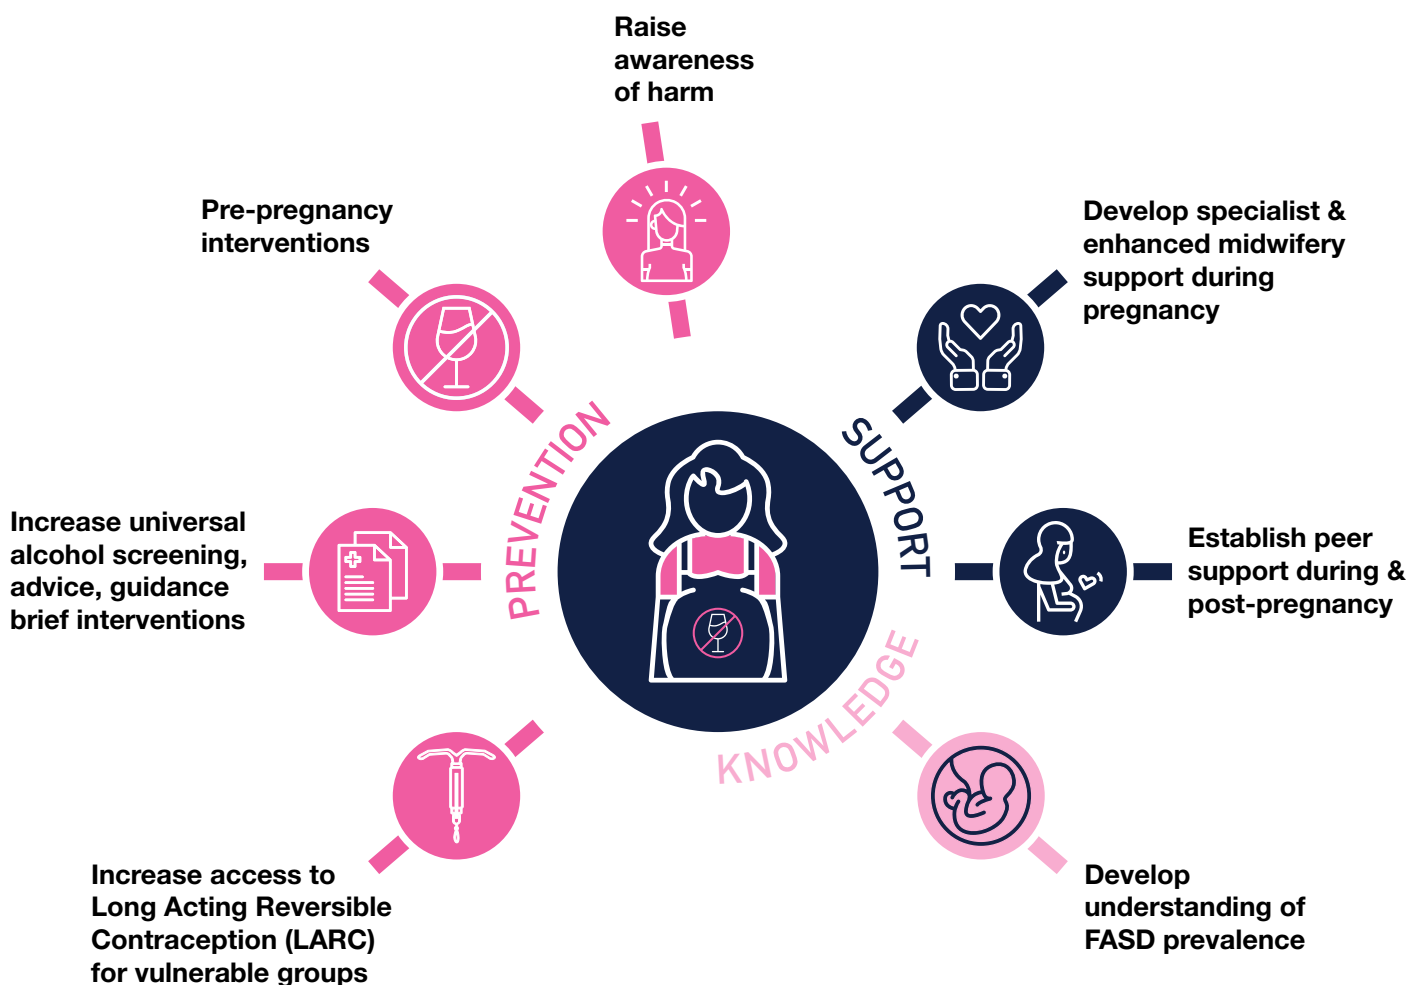 Raise
awareness
of harm
Pre-pregnancy
interventions
Develop specialist &
enhanced midwifery
support during
pregnancy
PREVENTION
SUPPORT
Increase universal
alcohol screening,
advice, guidance
brief interventions
Establish peer
support during &
post-pregnancy
KNOWLEDGE
Increase access to
Long Acting Reversible
Contraception (LARC)
for vulnerable groups
Develop
understanding of
FASD prevalence